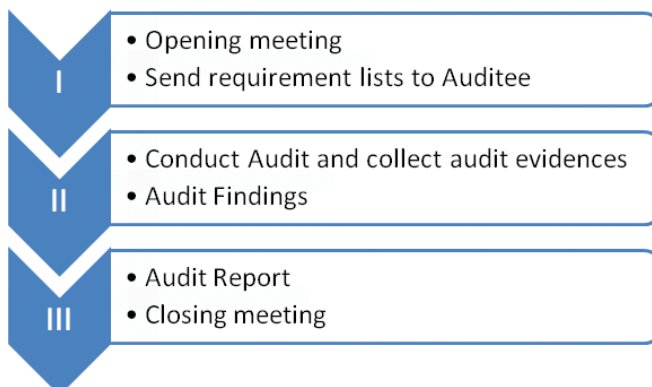 I
• Opening meeting
• Send requirement lists to Auditee
II
• Conduct Audit and collect audit evidences
• Audit Findings
III
• Audit Report
• Closing meeting